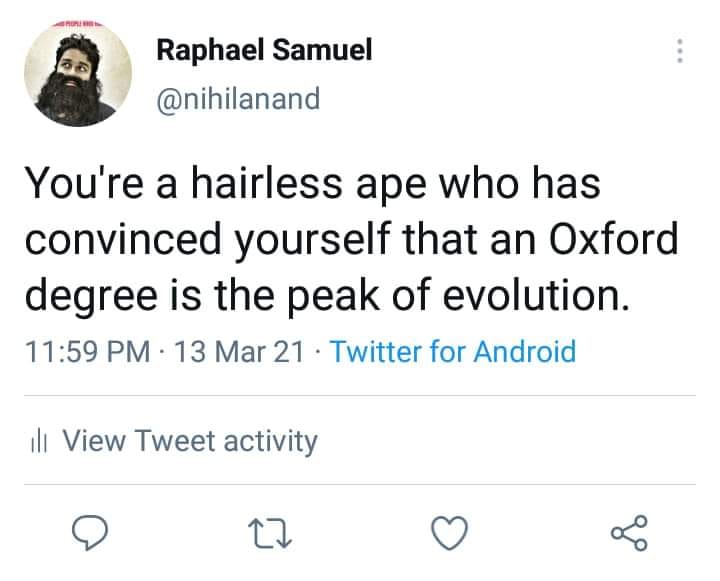 Raphael Samuel
@nihilanand
You're a hairless ape who has
convinced yourself that an Oxford
degree is the peak of evolution.
11:59 PM · 13 Mar 21 · Twitter for Android
View Tweet activity